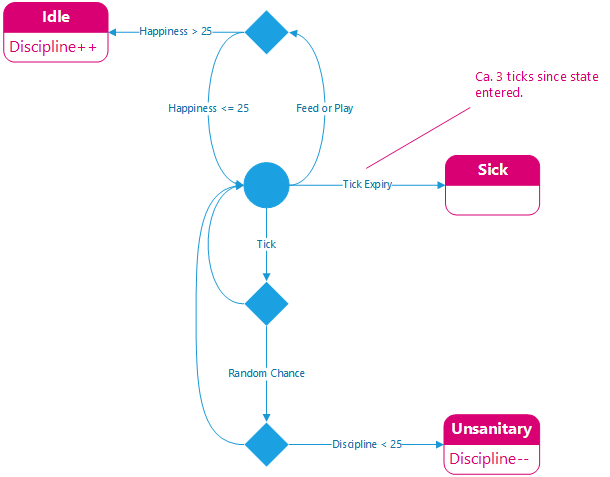 Idle
Discipline++
Happiness > 25
Happiness <= 25
Feed or Play
Ca. 3 ticks since state
entered.
Tick Expiry
Sick
Tick
Random Chance
Discipline < 25
Unsanitary
Discipline--